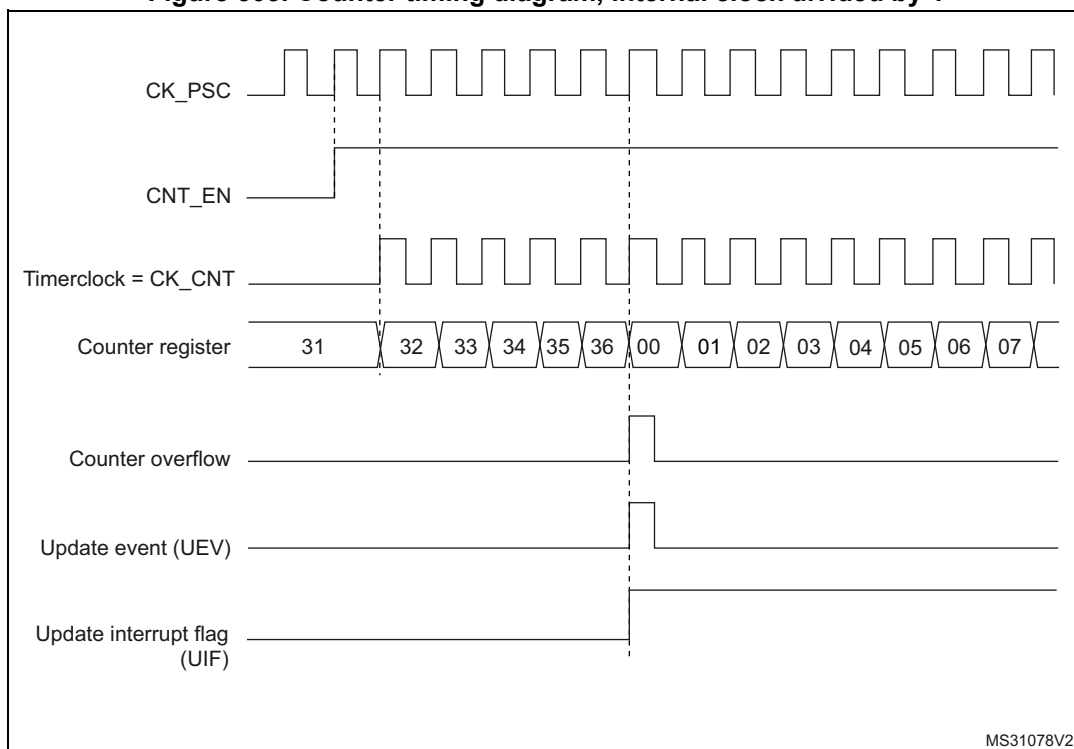 CK_PSC
CNT_EN
Timerclock = CK_CNT
Counter register 31 32 33 34 35 36 00 01 02 03 04 05 06 07
Counter overflow
Update event (UEV)
Update interrupt flag
(UIF)
MS31078V2